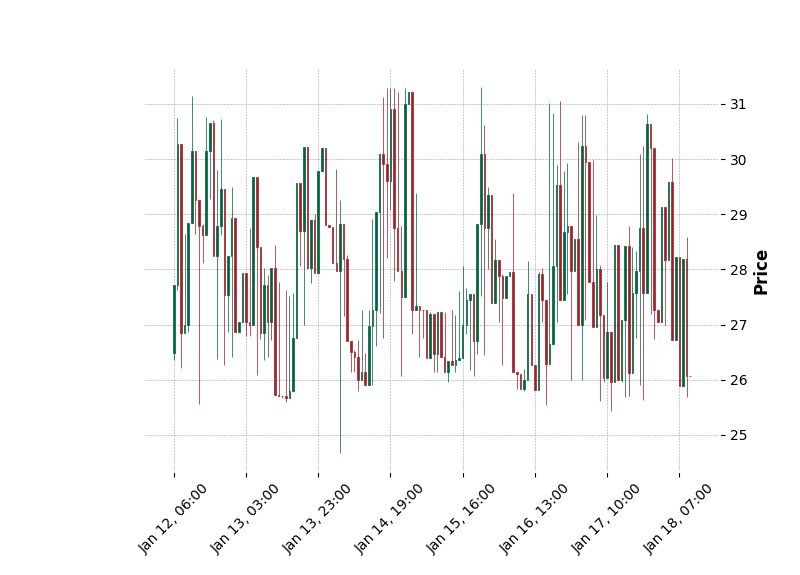 31
30
29
28
27
26
25
Price
Jan 12, 06:00
Jan 13, 03:00
Jan 13, 23:00
Jan 14, 19:00
Jan 15, 16:00
Jan 16, 13:00
Jan 17, 10:00
Jan 18, 07:00